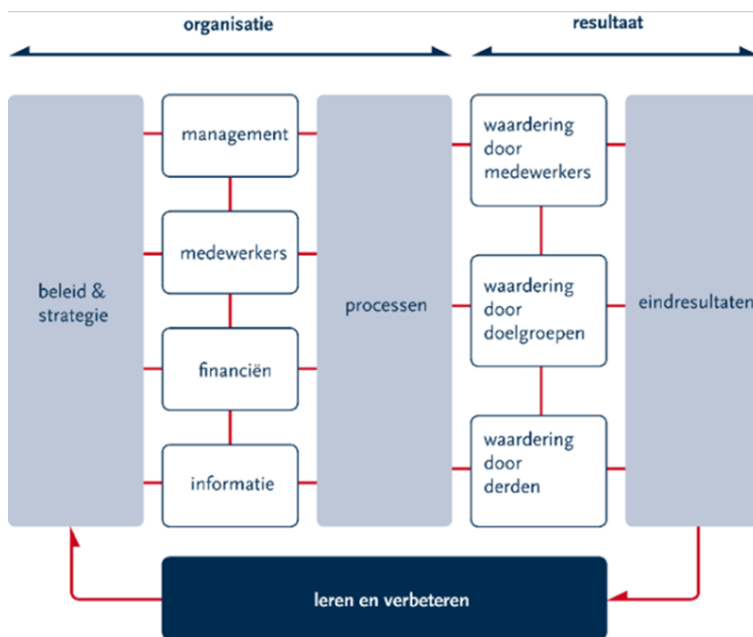 organisatie
resultaat
beleid &
strategie
management
medewerkers
financiën
informatie
processen
waardering
door
medewerkers
waardering
door
doelgroepen
waardering
door
derden
eindresultaten
leren en verbeteren